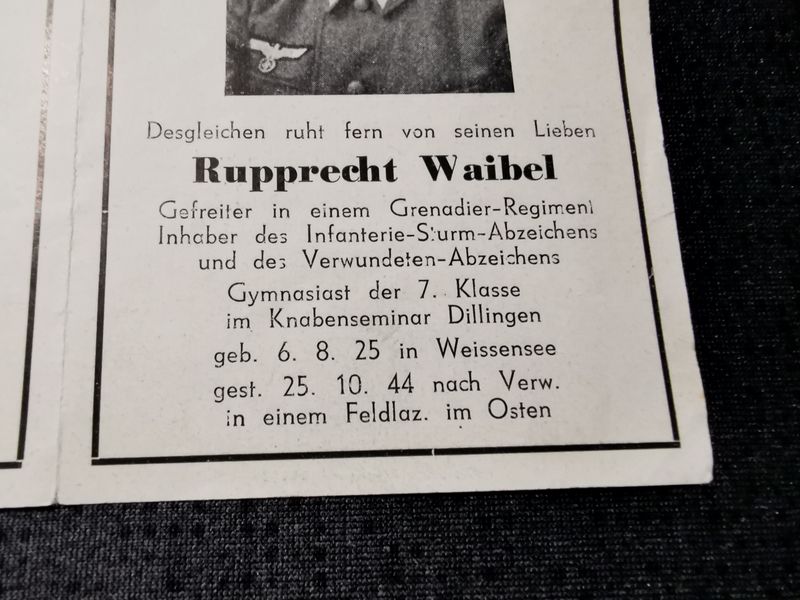 Desgleichen ruht fern von seinen Lieben
Rupprecht Waibel
Gefreiter in einem Grenadier-Regiment
Inhaber des Infanterie-Sturm-Abzeichens
und des Verwundeten-Abzeichens
Gymnasiast der 7. Klasse
im Knabenseminar Dillingen
geb. 6. 8. 25 in Weissensee
gest. 25. 10. 44 nach Verw.
in einem Feldlaz. im Osten